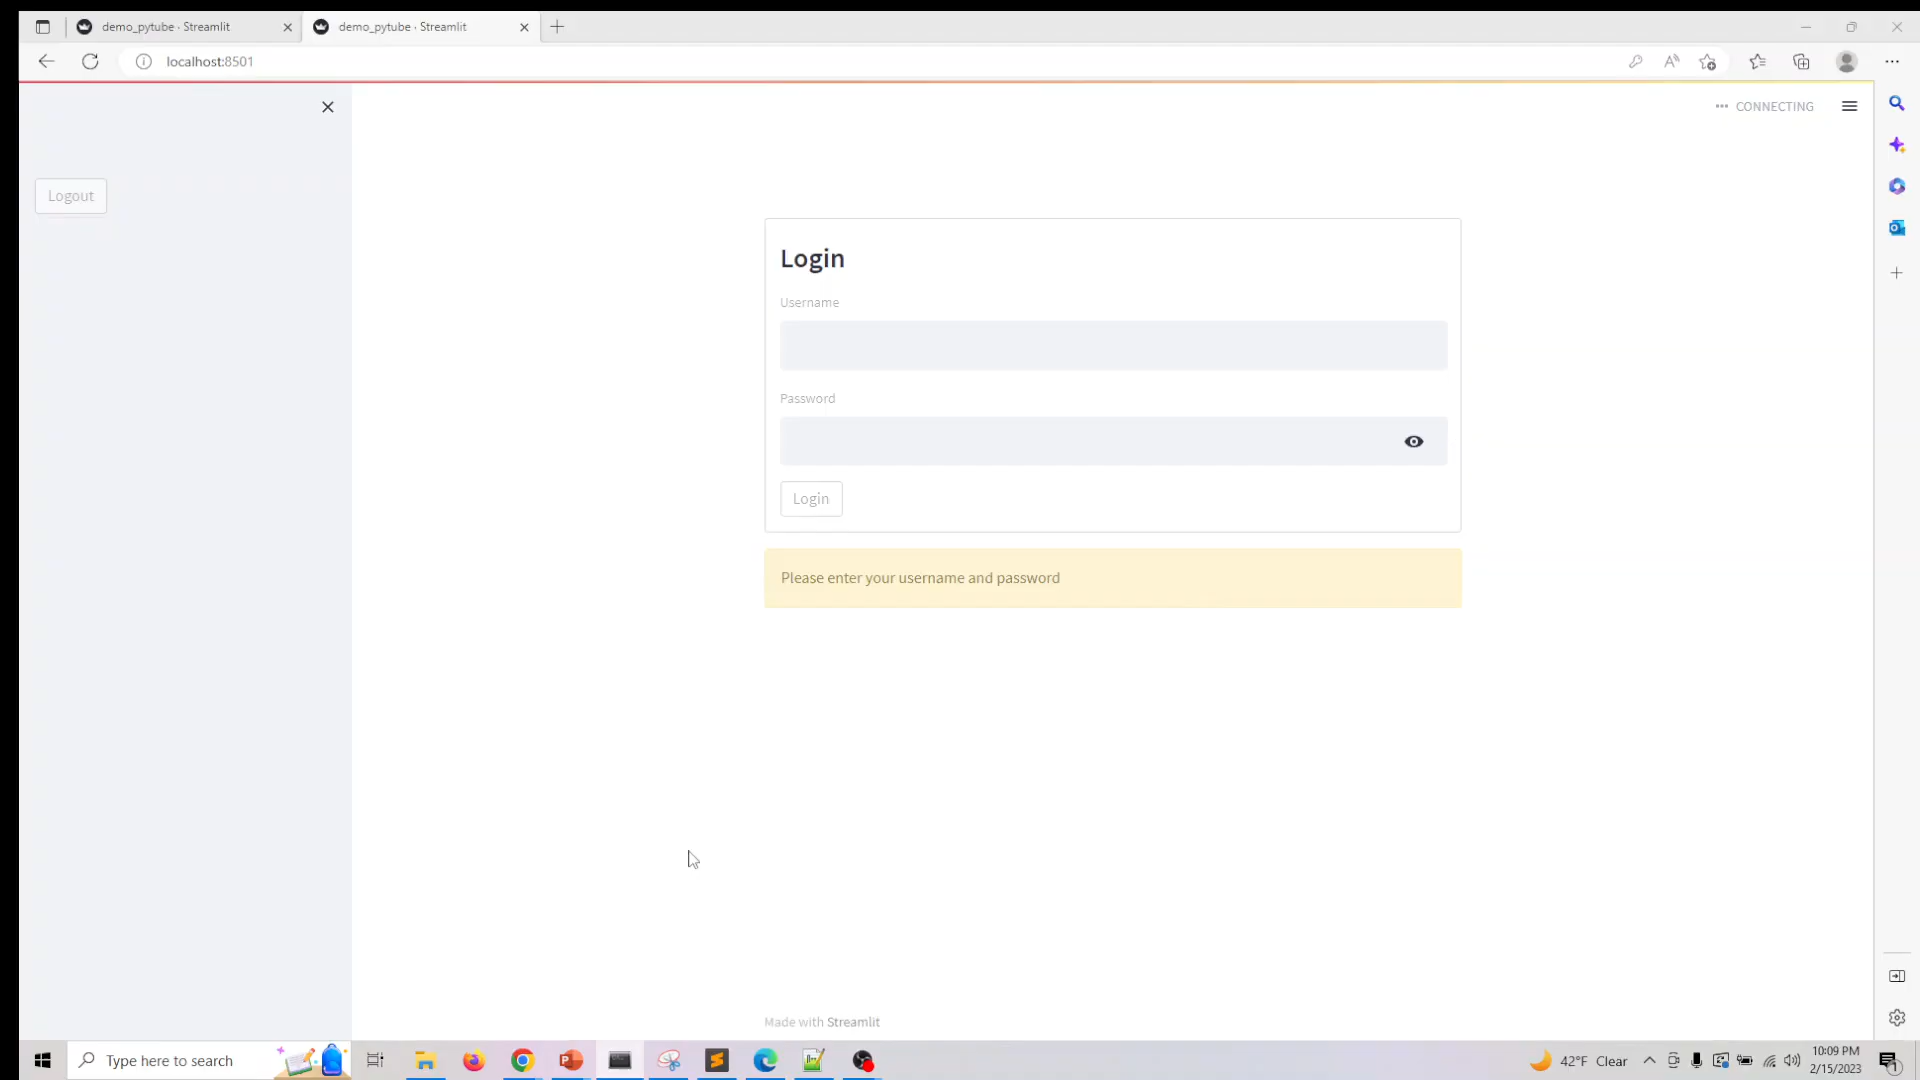 demo_pytube · Streamlit
demo_pytube · Streamlit
localhost:8501
CONNECTING
Logout
Login
Username
Password
Login
Please enter your username and password
Made with Streamlit
Type here to search
42°F Clear
10:09 PM
2/15/2023